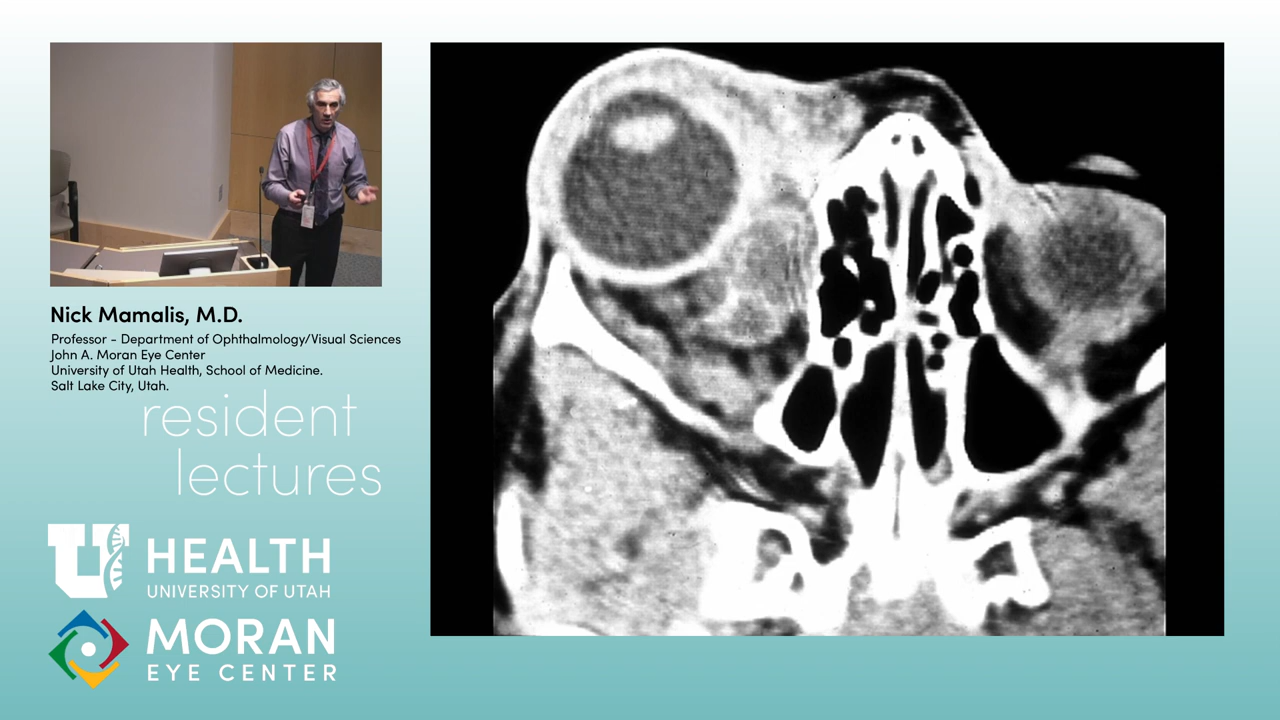 Nick Mamalis, M.D.
Professor - Department of Ophthalmology/Visual Sciences
John A. Moran Eye Center
University of Utah Health, School of Medicine.
Salt Lake City, Utah.
resident
lectures
U HEALTH
UNIVERSITY OF UTAH
MORAN
EYE CENTER